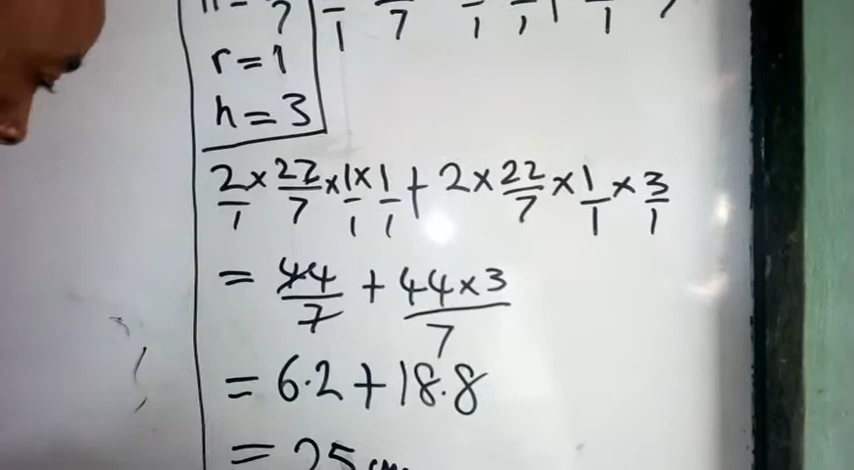 r=1
h=3
2/1 × 22/7 × 1/1 × 1/1 + 2 × 22/7 × 1/1 × 3/1
= 44/7 + 44×3/7
= 6.2 + 18.8
= 25